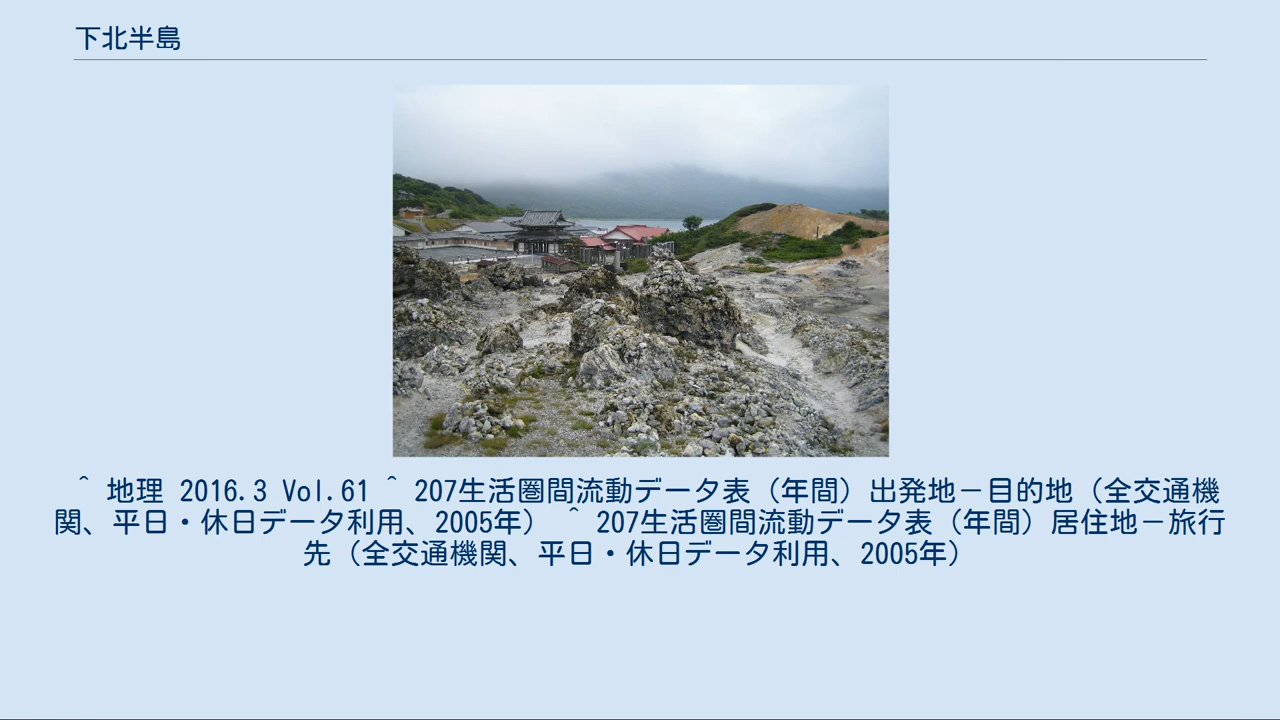 下北半島
^ 地理 2016.3 Vol.61 ^ 207生活圏間流動データ表（年間）出発地－目的地（全交通機
関、平日・休日データ利用、2005年） ^ 207生活圏間流動データ表（年間）居住地－旅行
先（全交通機関、平日・休日データ利用、2005年）